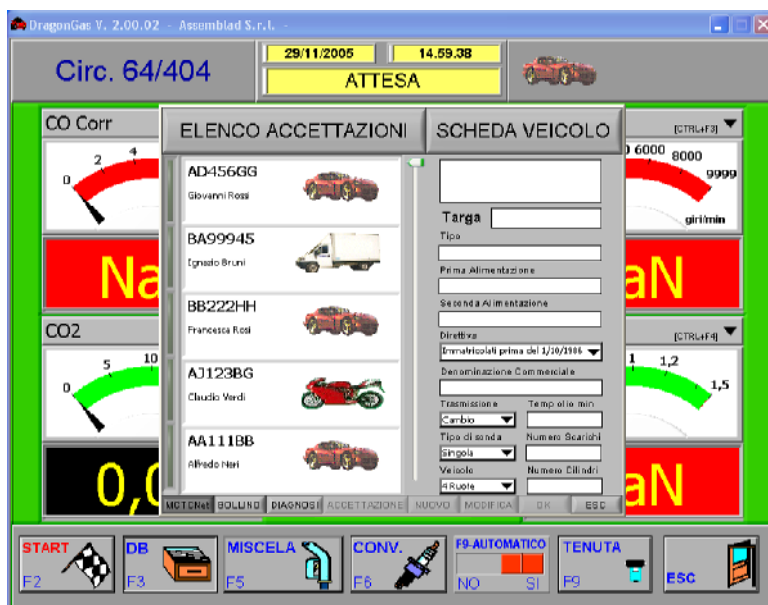 DragonGas V. 2.00.02 - Assemblad S.r.l. -
Circ. 64/404
29/11/2005
14.59.38
ATTESA
CO Corr
[CTRL+F3]
2
4
0
6000
8000
9999
giri/min
Na
aN
CO2
[CTRL+F4]
5
10
0
1
1,2
1,5
0,0
aN
ELENCO ACCETTAZIONI
SCHEDA VEICOLO
AD456GG
Giovanni Rossi
BA99945
Ignazio Bruni
BB222HH
Francesca Rosi
AJ123BG
Claudio Verdi
AA111BB
Alfredo Neri
Targa
Tipo
Prima Alimentazione
Seconda Alimentazione
Direttiva
Immatricolati prima del 1/10/1986
Denominazione Commerciale
Trasmissione
Temp olio min
Cambio
Tipo di sonda
Numero Scarichi
Singola
Veicolo
Numero Cilindri
4 Ruote
MOTCNet
BOLLINO
DIAGNOSI
ACCETTAZIONE
NUOVO
MODIFICA
OK
ESC
START
F2
DB
F3
MISCELA
F5
CONV.
F6
F9-AUTOMATICO
NO
SI
TENUTA
F9
ESC